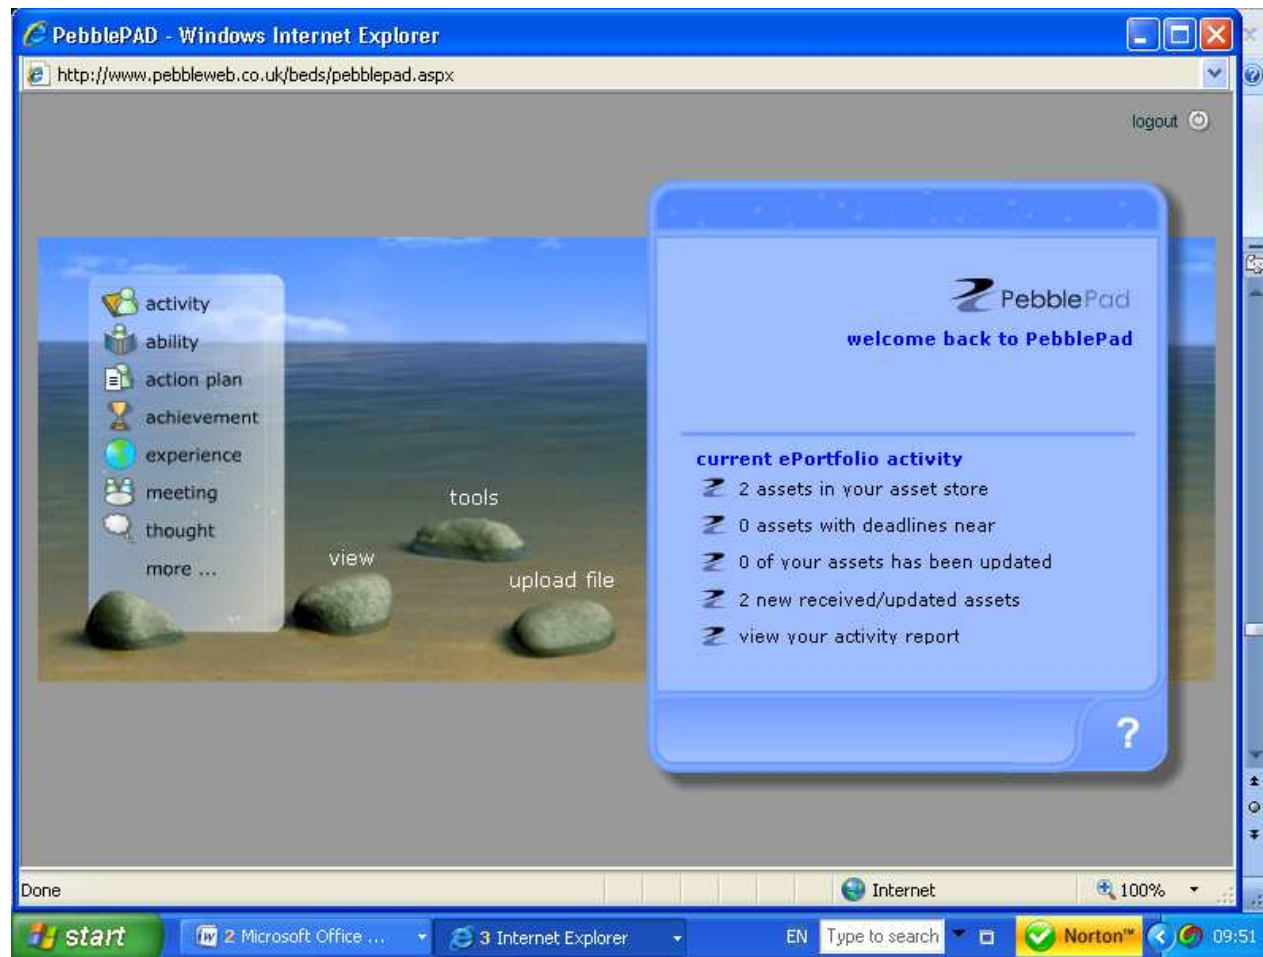 PebblePAD - Windows Internet Explorer
http://www.pebbleweb.co.uk/beds/pebblepad.aspx
logout
activity
ability
action plan
achievement
experience
meeting
thought
more ...
view
tools
upload file
PebblePad
welcome back to PebblePad
current ePortfolio activity
2 assets in your asset store
0 assets with deadlines near
0 of your assets has been updated
2 new received/updated assets
view your activity report
?
Done
Internet
100%
start
2 Microsoft Office ...
3 Internet Explorer
EN
Type to search
Norton™
09:51